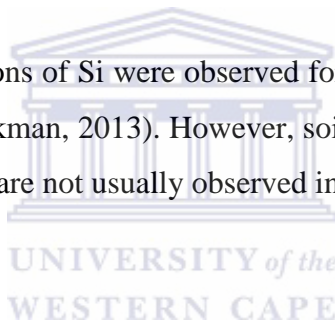 ons of Si were observed fo
kman, 2013). However, soi
are not usually observed in
UNIVERSITY of the
WESTERN CAPE